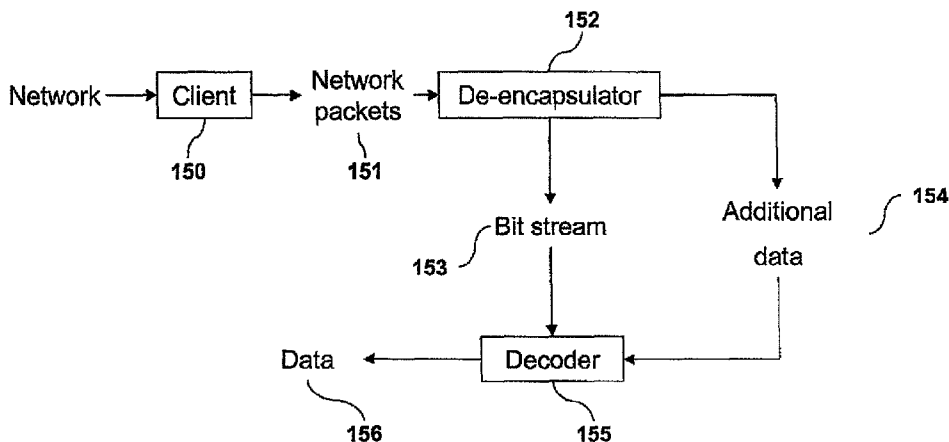 152
Network
Client
Network
packets
De-encapsulator
150
151
154
Additional
data
Bit stream
153
Data
Decoder
156
155